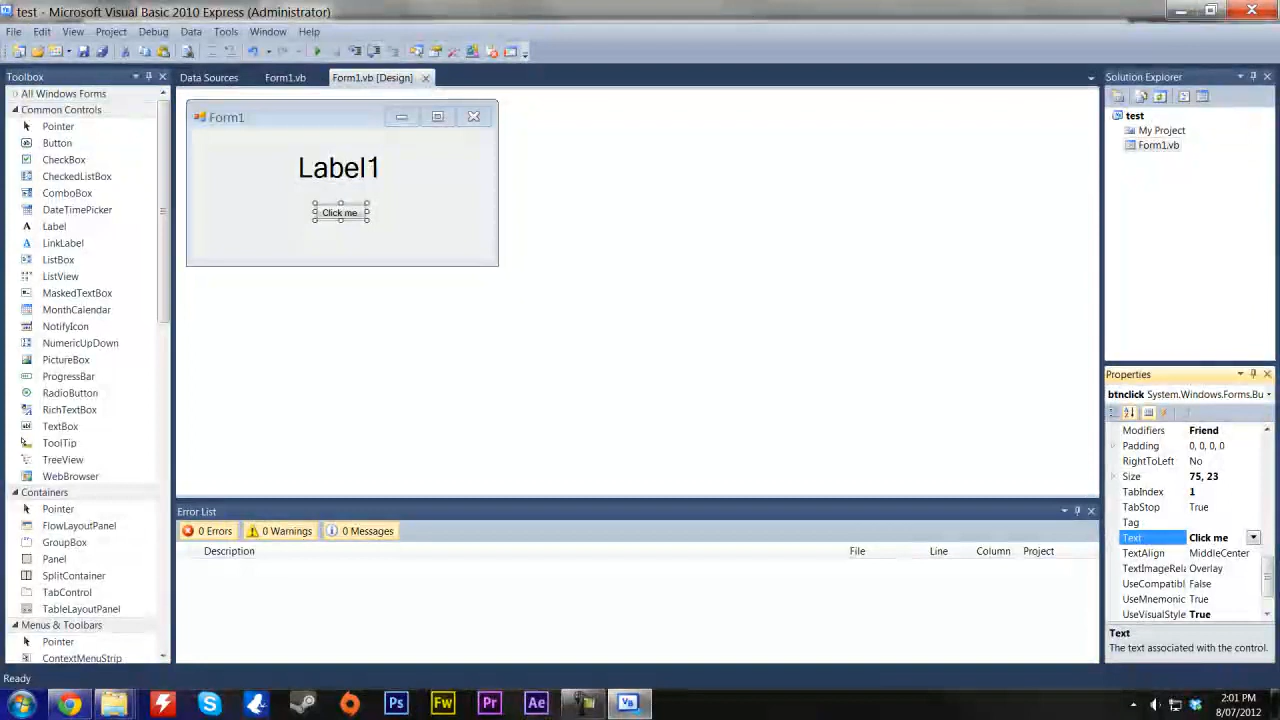 test - Microsoft Visual Basic 2010 Express (Administrator)
File Edit View Project Debug Data Tools Window Help
Toolbox
All Windows Forms
Common Controls
Pointer
Button
CheckBox
CheckedListBox
ComboBox
DateTimePicker
Label
LinkLabel
ListBox
ListView
MaskedTextBox
MonthCalendar
NotifyIcon
NumericUpDown
PictureBox
ProgressBar
RadioButton
RichTextBox
TextBox
ToolTip
TreeView
WebBrowser
Containers
Pointer
FlowLayoutPanel
GroupBox
Panel
SplitContainer
TabControl
TableLayoutPanel
Menus & Toolbars
Pointer
ContextMenuStrip
Data Sources Form1.vb Form1.vb [Design]
Form1
Label1
Click me
Error List
0 Errors 0 Warnings 0 Messages
Description File Line Column Project
Solution Explorer
test
My Project
Form1.vb
Properties
btnclick System.Windows.Forms.Bu
Modifiers Friend
Padding 0, 0, 0, 0
RightToLeft No
Size 75, 23
TabIndex 1
TabStop True
Tag
Text Click me
TextAlign MiddleCenter
TextImageRela Overlay
UseCompatibl False
UseMnemonic True
UseVisualStyle True
Text
The text associated with the control.
Ready
Ps Fw Pr Ae VB
2:01 PM
8/07/2012